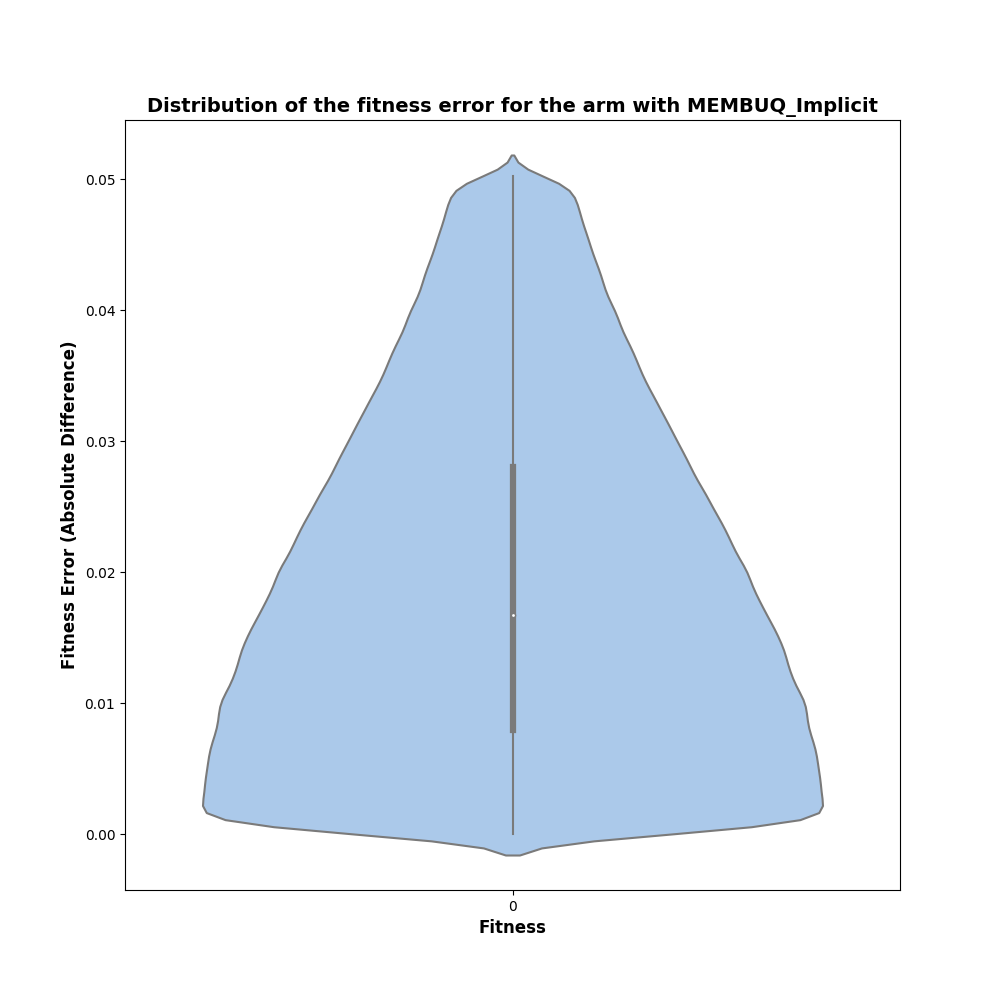 Distribution of the fitness error for the arm with MEMBUQ_Implicit
0.05
0.04
0.03
0.02
0.01
0.00
Fitness Error (Absolute Difference)
0
Fitness